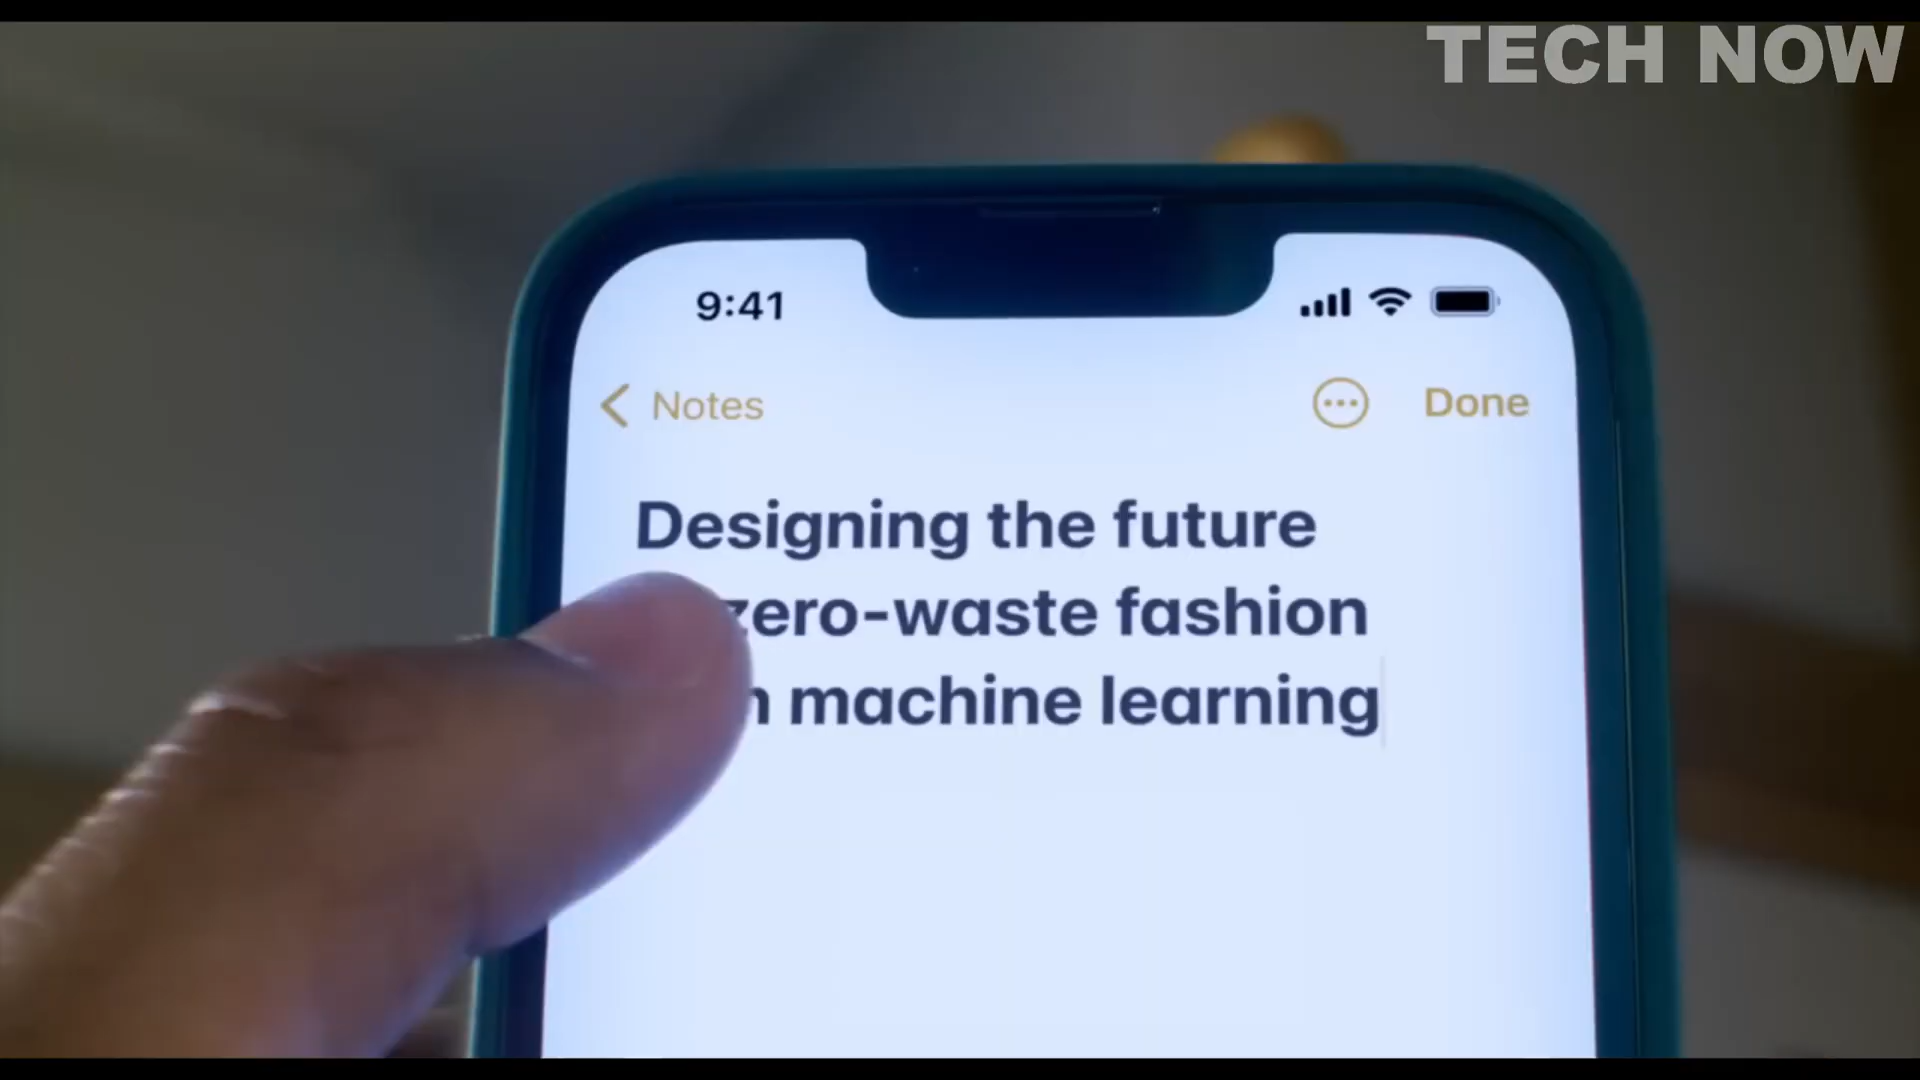 TECH NOW
9:41
Notes
Done
Designing the future
zero-waste fashion
machine learning